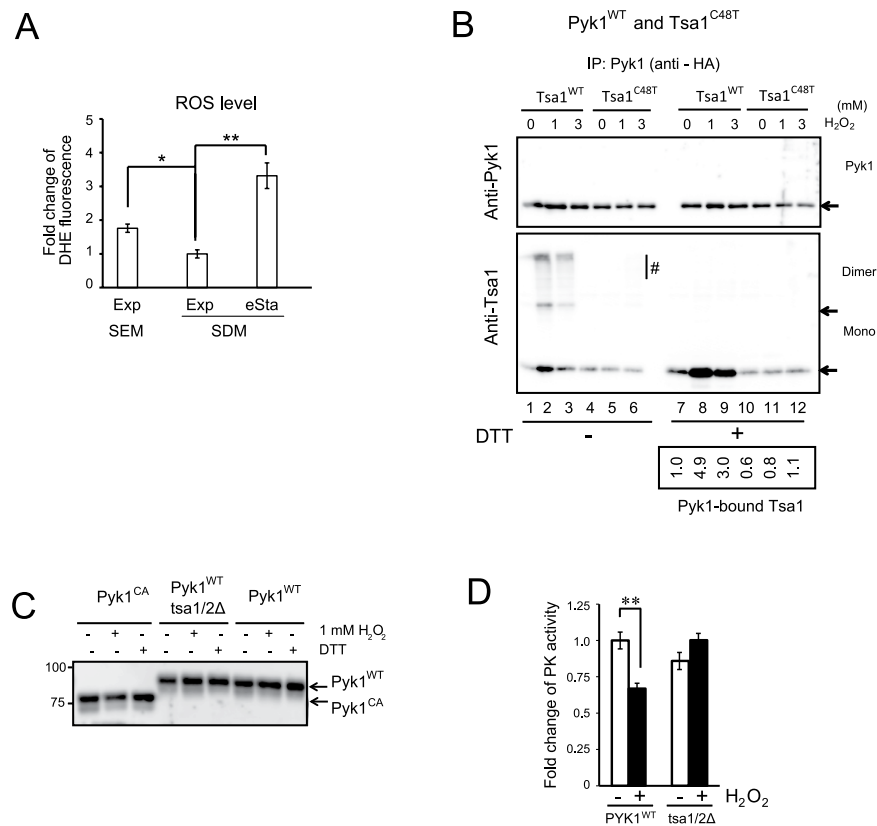 A
ROS level
Fold change of
DHE fluorescence
5
4
3
2
1
0
*
**
Exp
Exp
eSta
SEM
SDM
B
Pyk1WT and Tsa1C48T
IP: Pyk1 (anti - HA)
Tsa1WT Tsa1C48T Tsa1WT Tsa1C48T (mM)
0 1 3 0 1 3 0 1 3 0 1 3 H2O2
Anti-Pyk1
Pyk1
Anti-Tsa1
#
Dimer
Mono
1 2 3 4 5 6 7 8 9 10 11 12
DTT - +
1.0 4.9 3.0 0.6 0.8 1.1
Pyk1-bound Tsa1
C
Pyk1CA Pyk1WT tsa1/2Δ Pyk1WT
- + - - + - - + - 1 mM H2O2
- - + - - + - - + DTT
100
75
Pyk1WT
Pyk1CA
D
Fold change of PK activity
1.25
1
0.75
0.5
0.25
0
**
- + - + H2O2
PYK1WT tsa1/2Δ